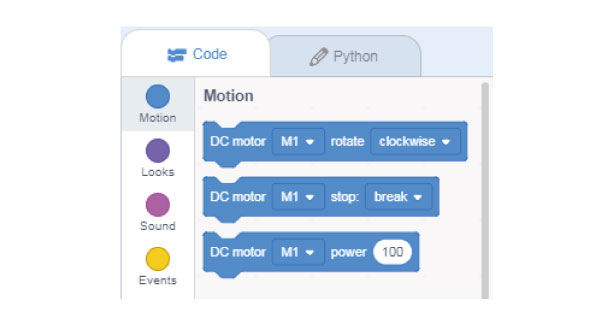 Code
Python
Motion
Looks
Sound
Events
Motion
DC motor M1 rotate clockwise
DC motor M1 stop: break
DC motor M1 power 100